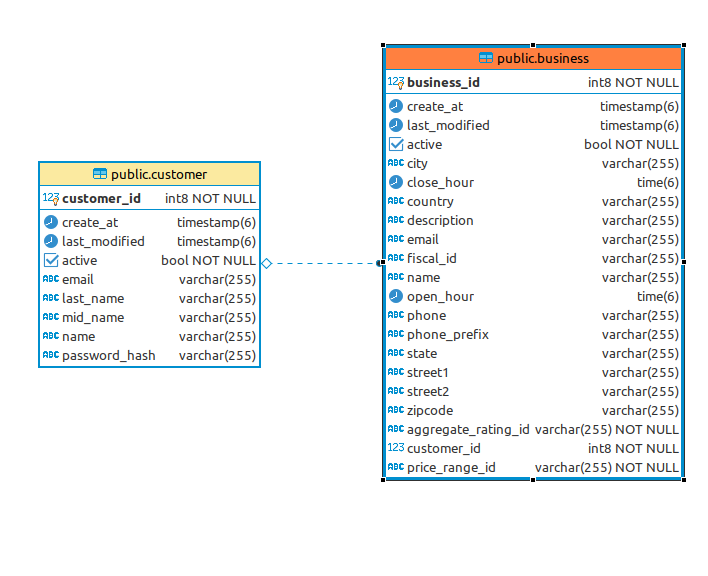 public.customer
customer_id int8 NOT NULL
create_at timestamp(6)
last_modified timestamp(6)
active bool NOT NULL
ABC email varchar(255)
ABC last_name varchar(255)
ABC mid_name varchar(255)
ABC name varchar(255)
ABC password_hash varchar(255)
public.business
123 business_id int8 NOT NULL
create_at timestamp(6)
last_modified timestamp(6)
active bool NOT NULL
ABC city varchar(255)
close_hour time(6)
ABC country varchar(255)
ABC description varchar(255)
ABC email varchar(255)
ABC fiscal_id varchar(255)
ABC name varchar(255)
open_hour time(6)
ABC phone varchar(255)
ABC phone_prefix varchar(255)
ABC state varchar(255)
ABC street1 varchar(255)
ABC street2 varchar(255)
ABC zipcode varchar(255)
ABC aggregate_rating_id varchar(255) NOT NULL
123 customer_id int8 NOT NULL
ABC price_range_id varchar(255) NOT NULL